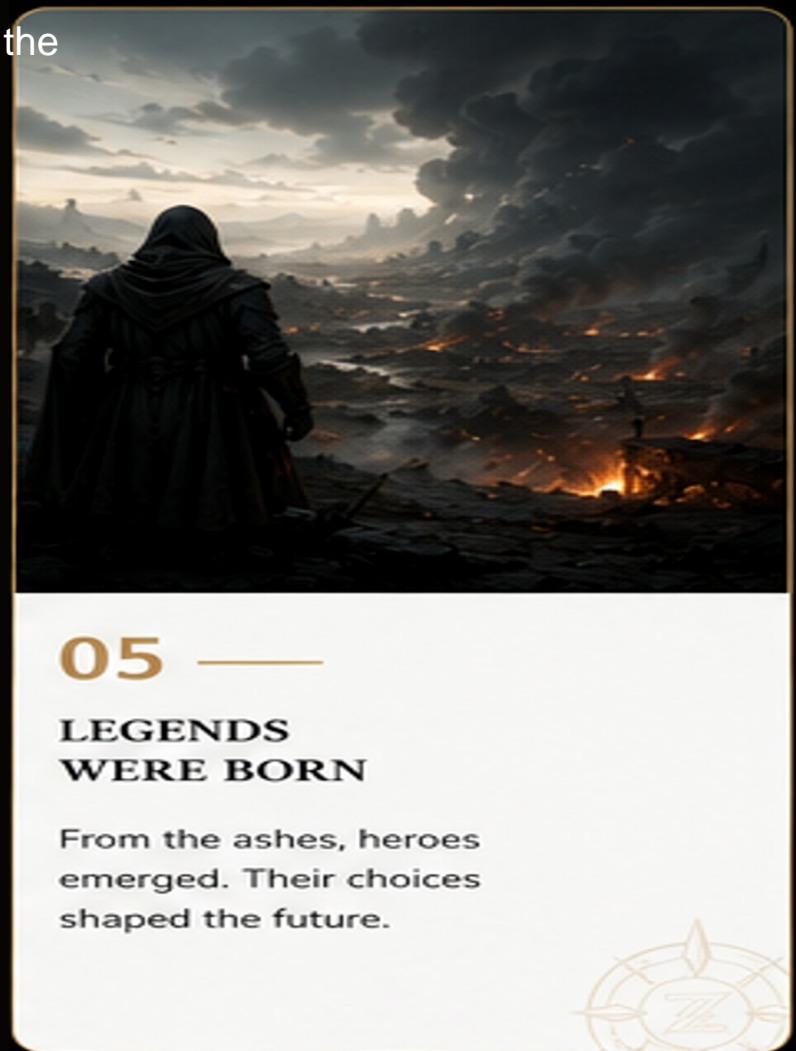 the
05
LEGENDS
WERE BORN
From the ashes, heroes
emerged. Their choices
shaped the future.
Z